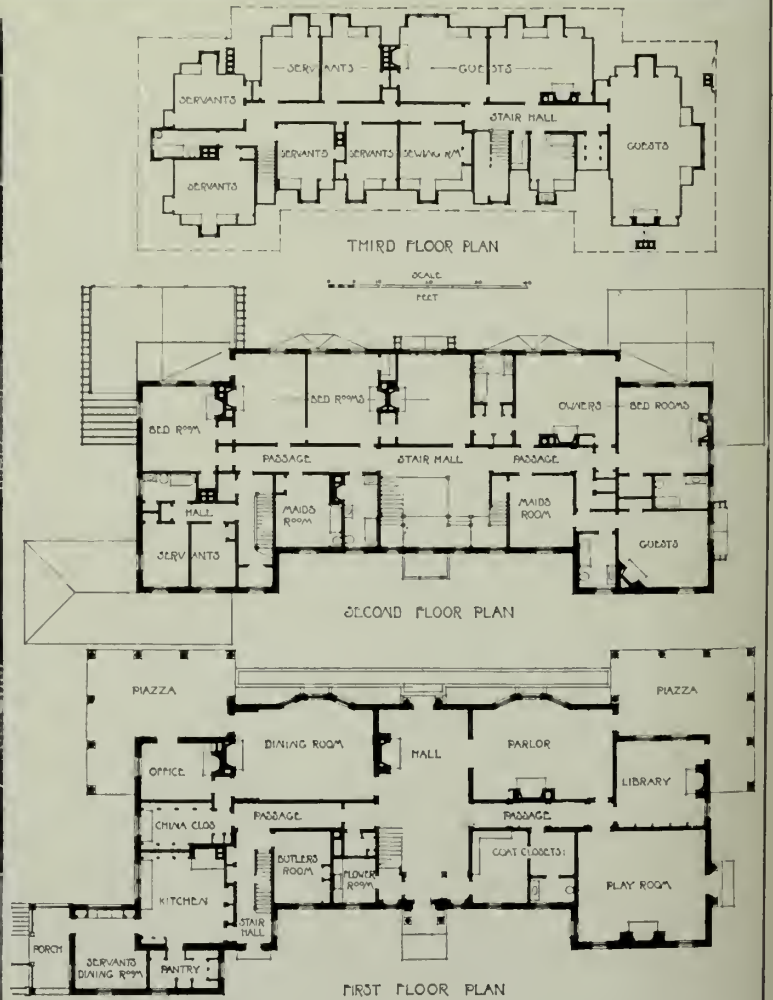 SERVANTS
GUESTS
SERVANTS
STAIR HALL
GUESTS
SERVANTS
SERVANTS
SEWING R'M
SERVANTS
THIRD FLOOR PLAN
SCALE
FEET
BED ROOMS
OWNERS
BED ROOMS
BED ROOM
PASSAGE
STAIR HALL
PASSAGE
MAIDS
ROOM
MAIDS
ROOM
HALL
SERVANTS
GUESTS
SECOND FLOOR PLAN
PIAZZA
PIAZZA
DINING ROOM
HALL
PARLOR
OFFICE
LIBRARY
CHINA CLOS
PASSAGE
PASSAGE
BUTLERS
ROOM
FLOWER
ROOM
COAT CLOSETS
PLAY ROOM
KITCHEN
STAIR
HALL
PORCH
SERVANTS
DINING ROOM
PANTRY
FIRST FLOOR PLAN